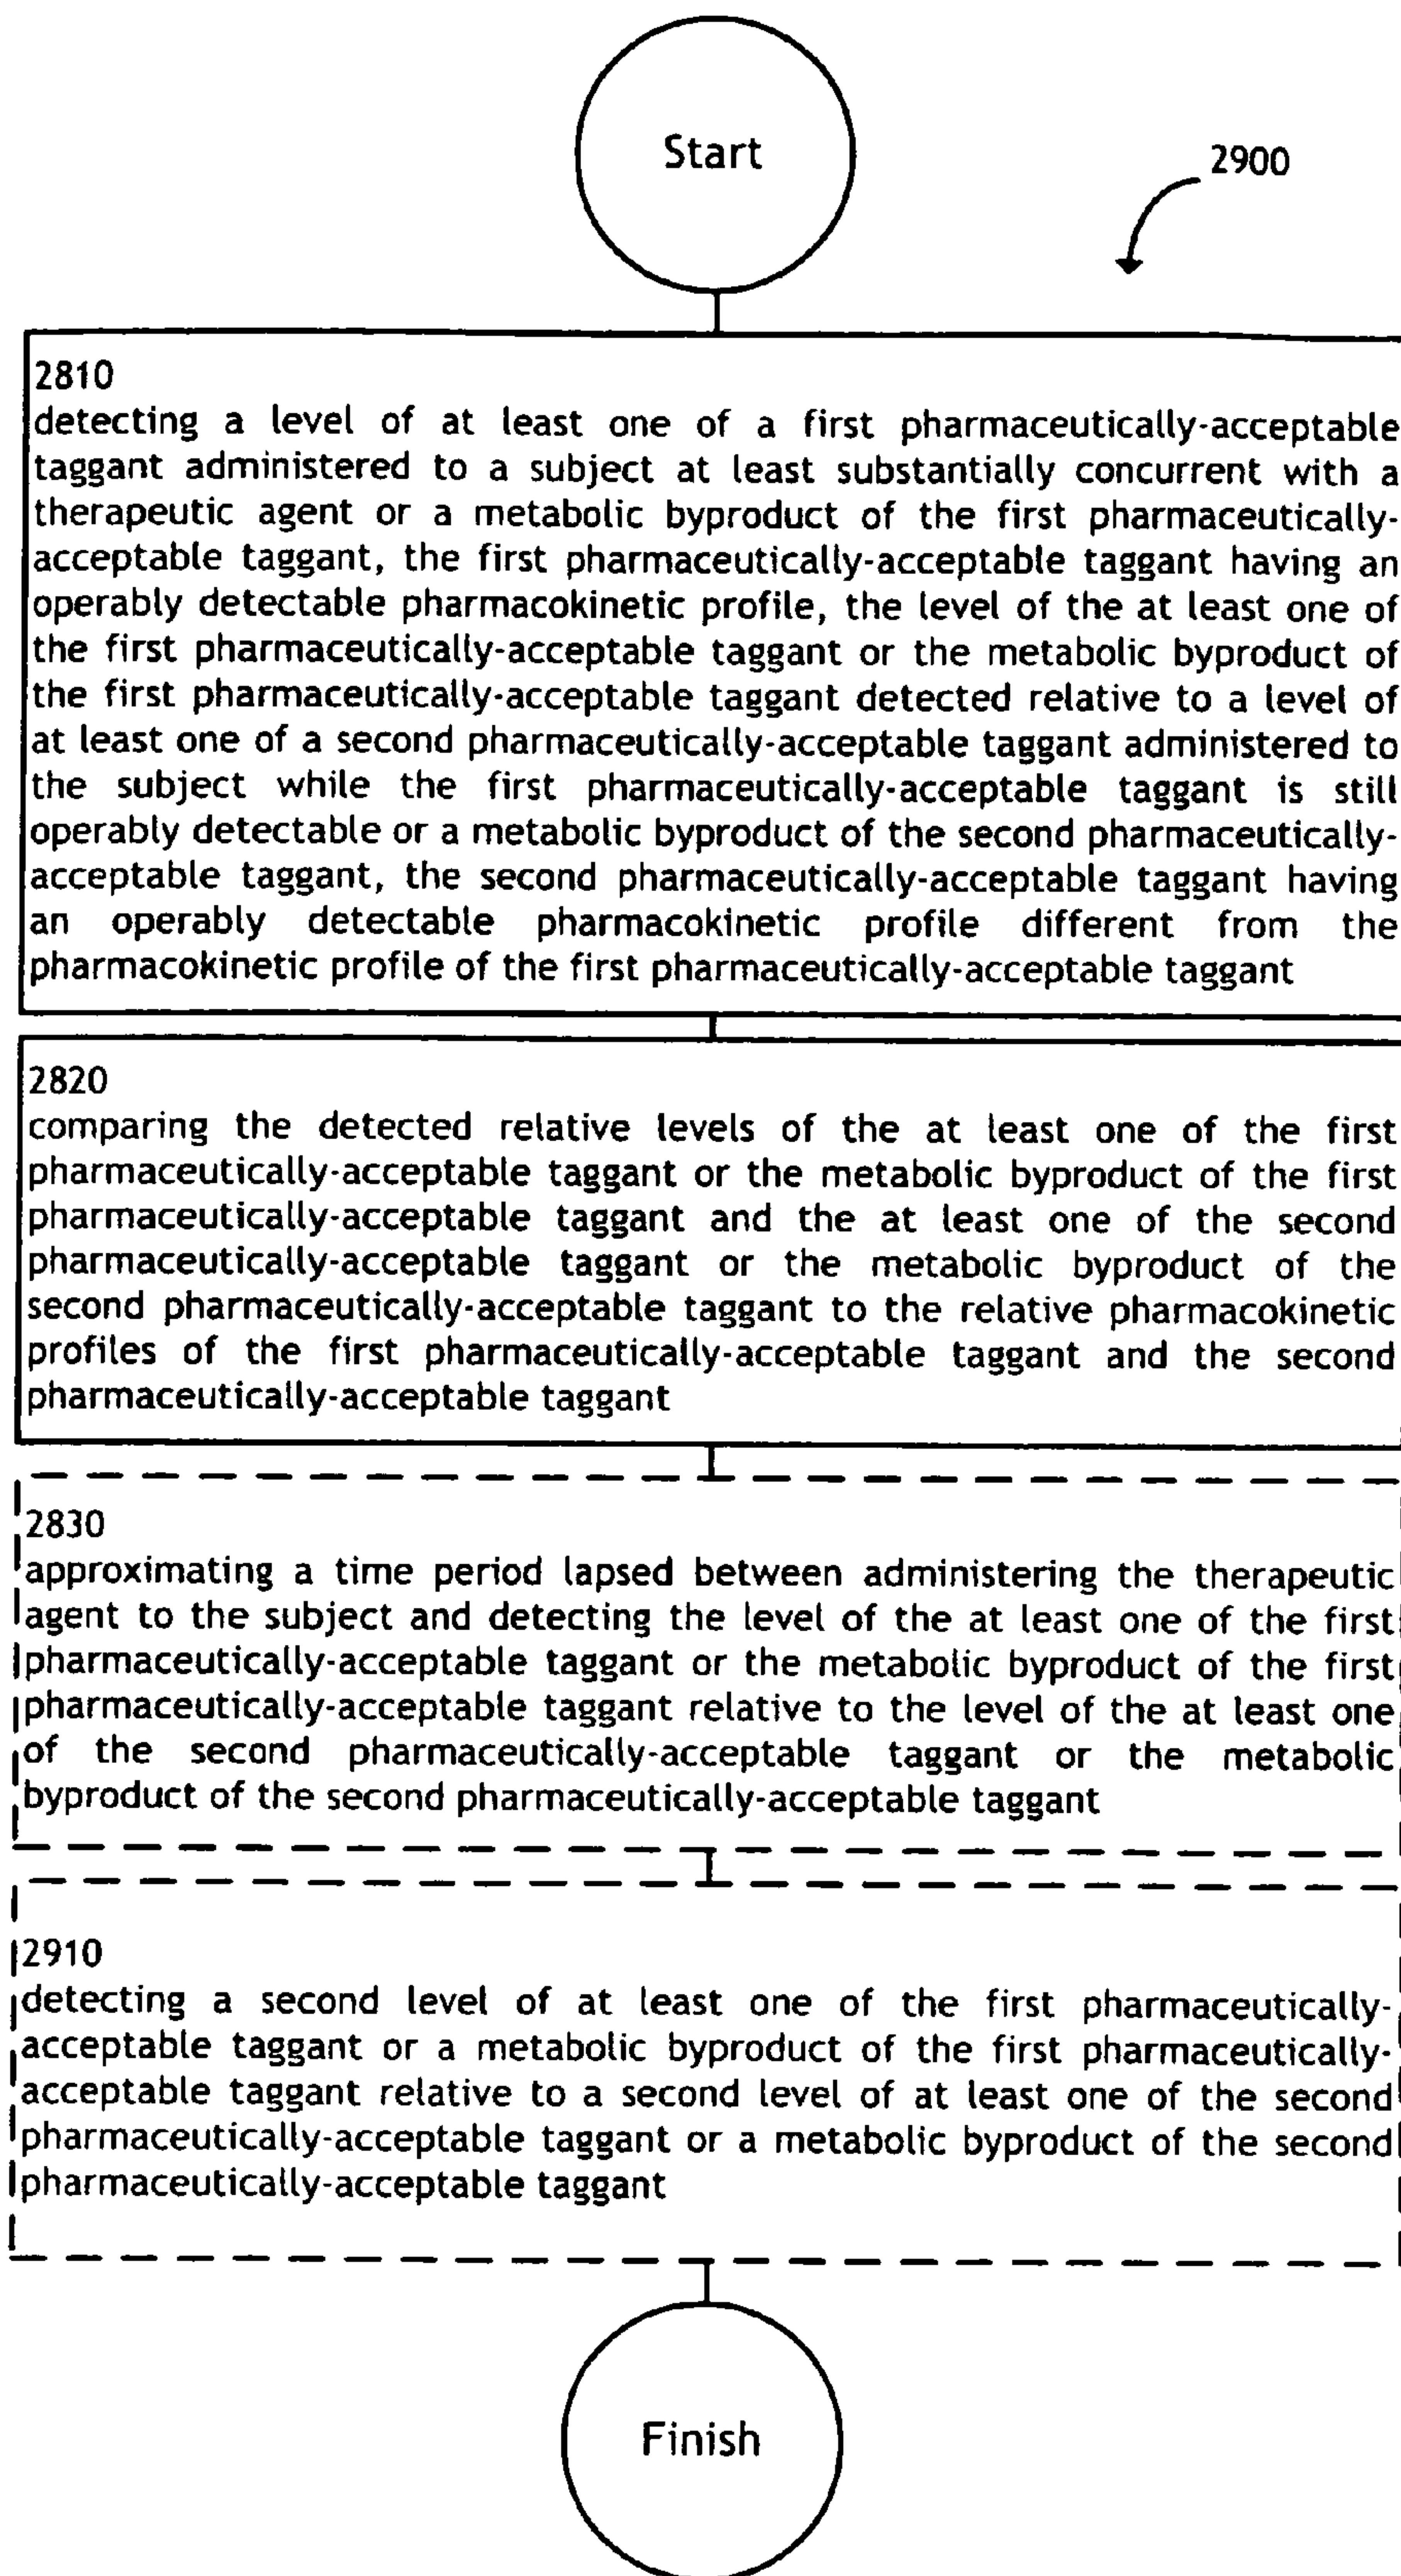 Start
2900
2810
detecting a level of at least one of a first pharmaceutically-acceptable
taggant administered to a subject at least substantially concurrent with a
therapeutic agent or a metabolic byproduct of the first pharmaceutically-
acceptable taggant, the first pharmaceutically-acceptable taggant having an
operably detectable pharmacokinetic profile, the level of the at least one of
the first pharmaceutically-acceptable taggant or the metabolic byproduct of
the first pharmaceutically-acceptable taggant detected relative to a level of
at least one of a second pharmaceutically-acceptable taggant administered to
the subject while the first pharmaceutically-acceptable taggant is still
operably detectable or a metabolic byproduct of the second pharmaceutically-
acceptable taggant, the second pharmaceutically-acceptable taggant having
an operably detectable pharmacokinetic profile different from the
pharmacokinetic profile of the first pharmaceutically-acceptable taggant
2820
comparing the detected relative levels of the at least one of the first
pharmaceutically-acceptable taggant or the metabolic byproduct of the first
pharmaceutically-acceptable taggant and the at least one of the second
pharmaceutically-acceptable taggant or the metabolic byproduct of the
second pharmaceutically-acceptable taggant to the relative pharmacokinetic
profiles of the first pharmaceutically-acceptable taggant and the second
pharmaceutically-acceptable taggant
2830
approximating a time period lapsed between administering the therapeutic
agent to the subject and detecting the level of the at least one of the first
pharmaceutically-acceptable taggant or the metabolic byproduct of the first
pharmaceutically-acceptable taggant relative to the level of the at least one
of the second pharmaceutically-acceptable taggant or the metabolic
byproduct of the second pharmaceutically-acceptable taggant
2910
detecting a second level of at least one of the first pharmaceutically-
acceptable taggant or a metabolic byproduct of the first pharmaceutically-
acceptable taggant relative to a second level of at least one of the second
pharmaceutically-acceptable taggant or a metabolic byproduct of the second
pharmaceutically-acceptable taggant
Finish